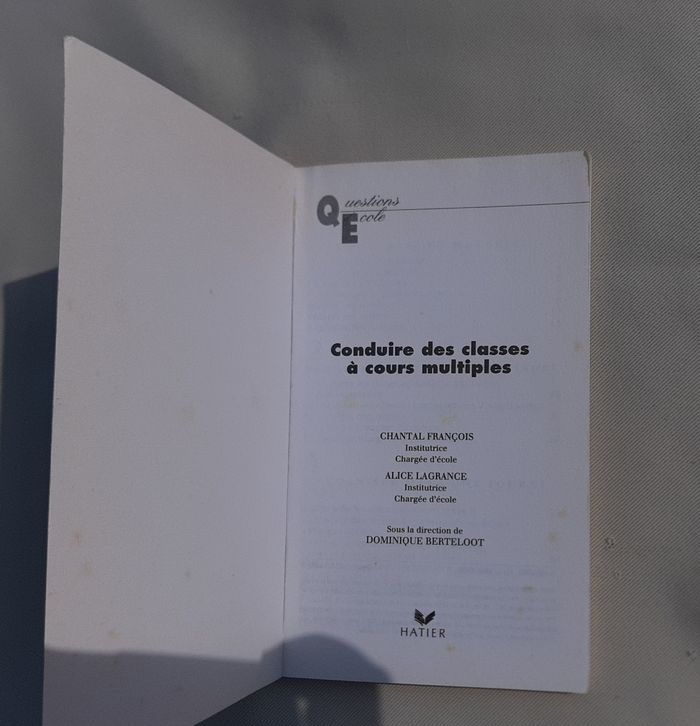 Questions
Ecole
Conduire des classes
à cours multiples
CHANTAL FRANÇOIS
Institutrice
Chargée d'école
ALICE LAGRANCE
Institutrice
Chargée d'école
Sous la direction de
DOMINIQUE BERTELOOT
HATIER